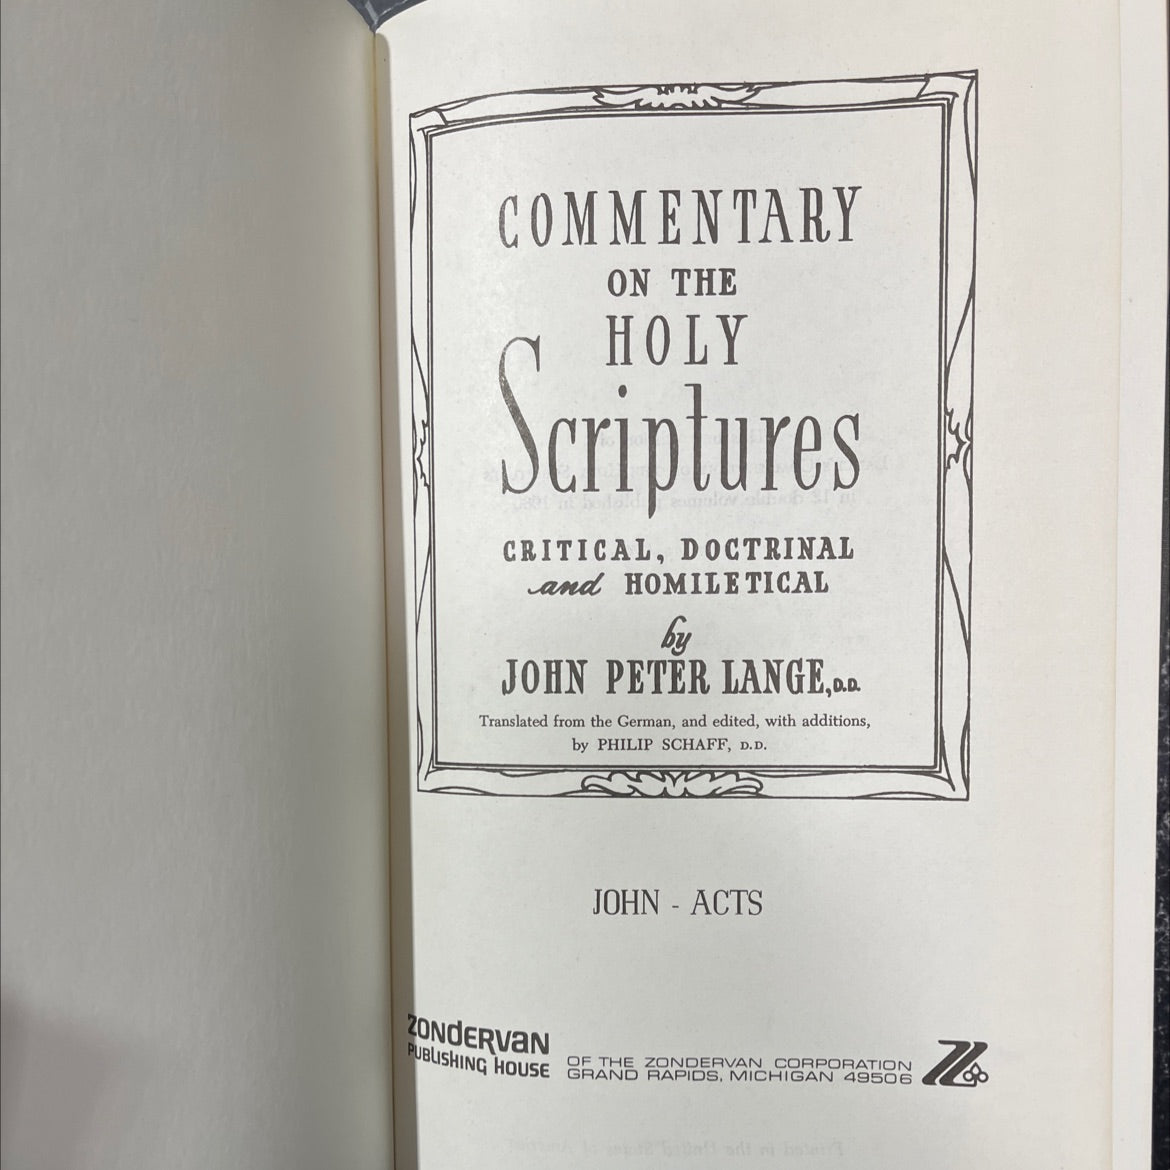 COMMENTARY
ON THE
HOLY
Scriptures
CRITICAL, DOCTRINAL
and HOMILETICAL
by
JOHN PETER LANGE, D.D.
Translated from the German, and edited, with additions,
by PHILIP SCHAFF, D.D.
JOHN - ACTS
ZONDERVAN
PUBLISHING HOUSE
OF THE ZONDERVAN CORPORATION
GRAND RAPIDS, MICHIGAN 49506